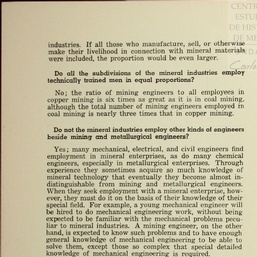 CENTR
ESTU
DE HIS
DE ME
industries. If all those who manufacture, sell, or otherwise
make their livelihood in connection with mineral materials
were included, the proportion would be even larger.
Do all the subdivisions of the mineral industries employ
technically trained men in equal proportions?
No; the ratio of mining engineers to all employees in
copper mining is six times as great as it is in coal mining,
although the total number of mining engineers employed in
coal mining is nearly three times that in copper mining.
Do not the mineral industries employ other kinds of engineers
beside mining and metallurgical engineers?
Yes; many mechanical, electrical, and civil engineers find
employment in mineral enterprises, as do many chemical
engineers, especially in metallurgical enterprises. Through
experience they sometimes acquire so much knowledge of
mineral technology that eventually they become almost in-
distinguishable from mining and metallurgical engineers.
When they seek employment with a mineral enterprise, how-
ever, they must do it on the basis of their knowledge of their
special field. For example, a young mechanical engineer will
be hired to do mechanical engineering work, without being
expected to be familiar with the mechanical problems pecu-
liar to mineral industries. A mining engineer, on the other
hand, is expected to know such problems and to have enough
general knowledge of mechanical engineering to be able to
solve them, except those so complex that special detailed
knowledge of mechanical engineering is required.